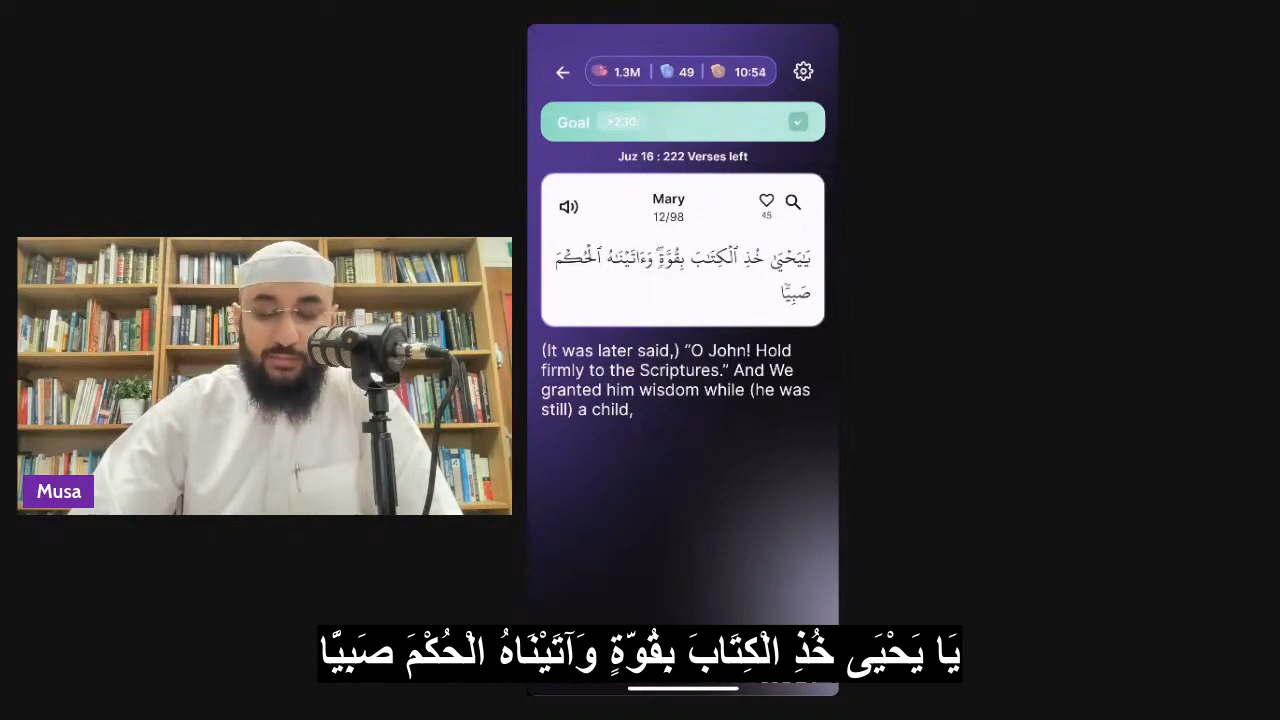 1.3M 49 10:54
Goal +230
Juz 16 : 222 Verses left
Mary
12/98
45
يَـٰيَحۡيَىٰ خُذِ ٱلۡكِتَـٰبَ بِقُوَّةٖۖ وَءَاتَيۡنَـٰهُ ٱلۡحُكۡمَ
صَبِيّٗا
(It was later said,) “O John! Hold
firmly to the Scriptures.” And We
granted him wisdom while (he was
still) a child,
Musa
يَا يَحْيَى خُذِ الْكِتَابَ بِقُوَّةٍ وَآتَيْنَاهُ الْحُكْمَ صَبِيًّا